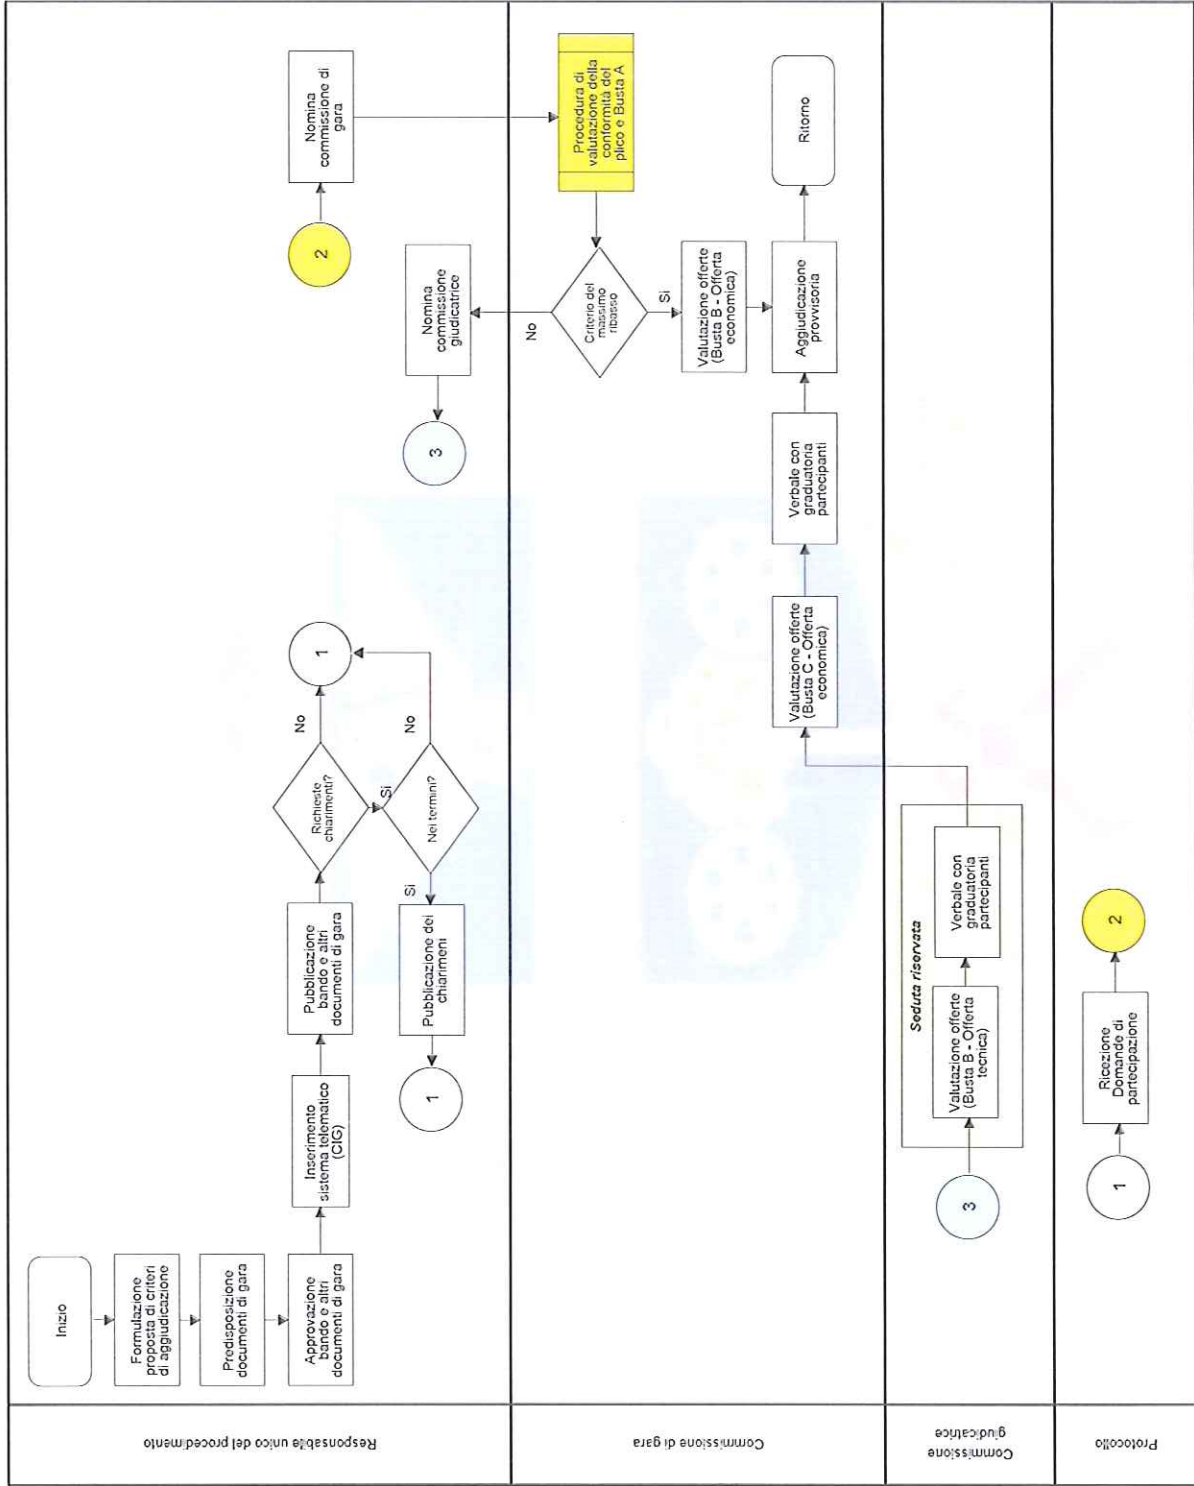 Responsabile unico del procedimento
Inizio
Formulazione
proposta di criteri
di aggiudicazione
Predisposizione
documenti di gara
Approvazione
bando e altri
documenti di gara
Inserimento
sistema telematico
(CIG)
Pubblicazione
bando e altri
documenti di gara
Richieste
chiarimenti?
No
1
Si
Nei termini?
No
Si
Pubblicazione dei
chiarimeni
1
2
Nomina
commissione di
gara
Nomina
commissione
giudicatrice
3
Commissione di gara
Procedura di
valutazione della
conformità del
plico e Busta A
Criterio del
massimo
ribasso
No
Si
Valutazione offerte
(Busta B - Offerta
economica)
Valutazione offerte
(Busta C - Offerta
economica)
Verbale con
graduatoria
partecipanti
Aggiudicazione
provvisoria
Ritorno
Commissione
giudicatrice
3
Seduta riservata
Valutazione offerte
(Busta B - Offerta
tecnica)
Verbale con
graduatoria
partecipanti
Protocollo
1
Ricezione
Domande di
partecipazione
2